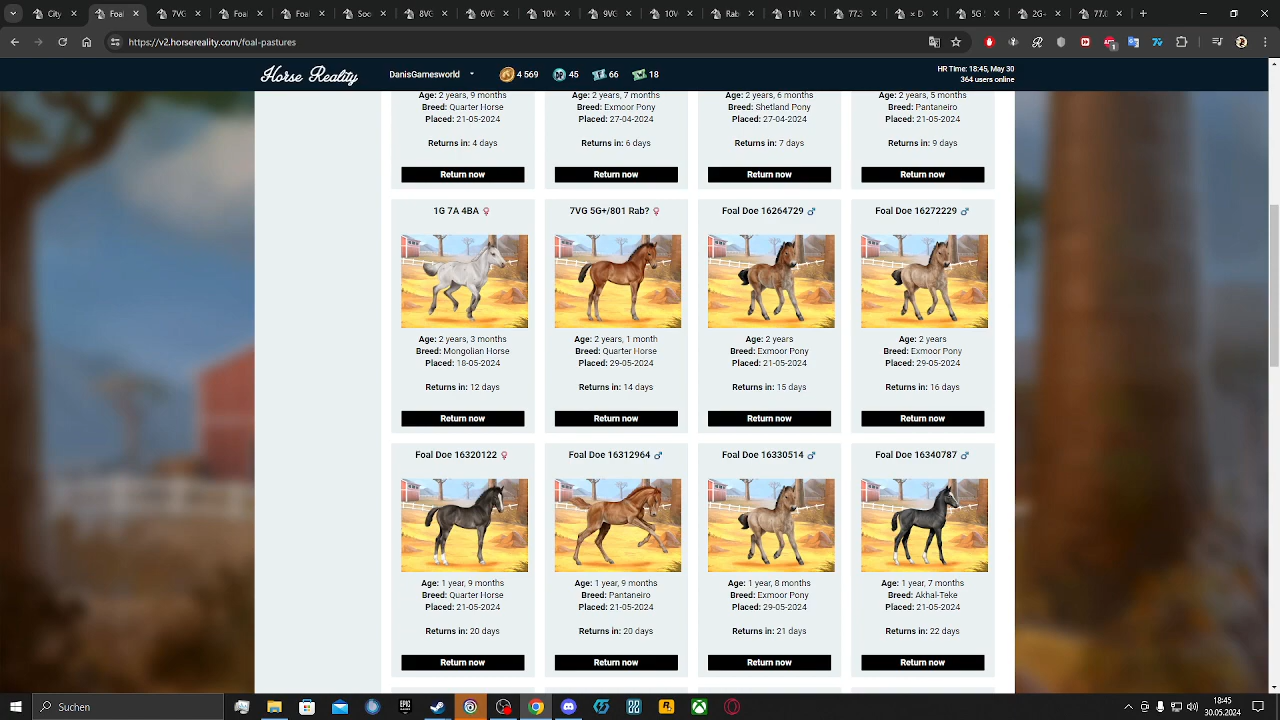 City
Foal
7VG
Foal
Foal
Soc
8VG
6VG
10V
9VG
10V
Rab
11V
77.3
x D
5G
2G+
77.0
https://v2.horsereality.com/foal-pastures
Horse Reality
DanisGamesworld
4 569
45
66
18
HR Time: 18:45, May 30
364 users online
Age: 2 years, 9 months
Breed: Quarter Horse
Placed: 21-05-2024
Returns in: 4 days
Return now
Age: 2 years, 7 months
Breed: Exmoor Pony
Placed: 27-04-2024
Returns in: 6 days
Return now
Age: 2 years, 6 months
Breed: Shetland Pony
Placed: 27-04-2024
Returns in: 7 days
Return now
Age: 2 years, 5 months
Breed: Pantaneiro
Placed: 21-05-2024
Returns in: 9 days
Return now
1G 7A 4BA ♀
Age: 2 years, 3 months
Breed: Mongolian Horse
Placed: 18-05-2024
Returns in: 12 days
Return now
7VG 5G+/801 Rab? ♀
Age: 2 years, 1 month
Breed: Quarter Horse
Placed: 29-05-2024
Returns in: 14 days
Return now
Foal Doe 16264729 ♂
Age: 2 years
Breed: Exmoor Pony
Placed: 21-05-2024
Returns in: 15 days
Return now
Foal Doe 16272229 ♂
Age: 2 years
Breed: Exmoor Pony
Placed: 29-05-2024
Returns in: 16 days
Return now
Foal Doe 16320122 ♀
Age: 1 year, 9 months
Breed: Quarter Horse
Placed: 21-05-2024
Returns in: 20 days
Return now
Foal Doe 16312964 ♂
Age: 1 year, 9 months
Breed: Pantaneiro
Placed: 21-05-2024
Returns in: 20 days
Return now
Foal Doe 16330514 ♂
Age: 1 year, 8 months
Breed: Exmoor Pony
Placed: 29-05-2024
Returns in: 21 days
Return now
Foal Doe 16340787 ♂
Age: 1 year, 7 months
Breed: Akhal-Teke
Placed: 21-05-2024
Returns in: 22 days
Return now
Suchen
18:45
30.05.2024